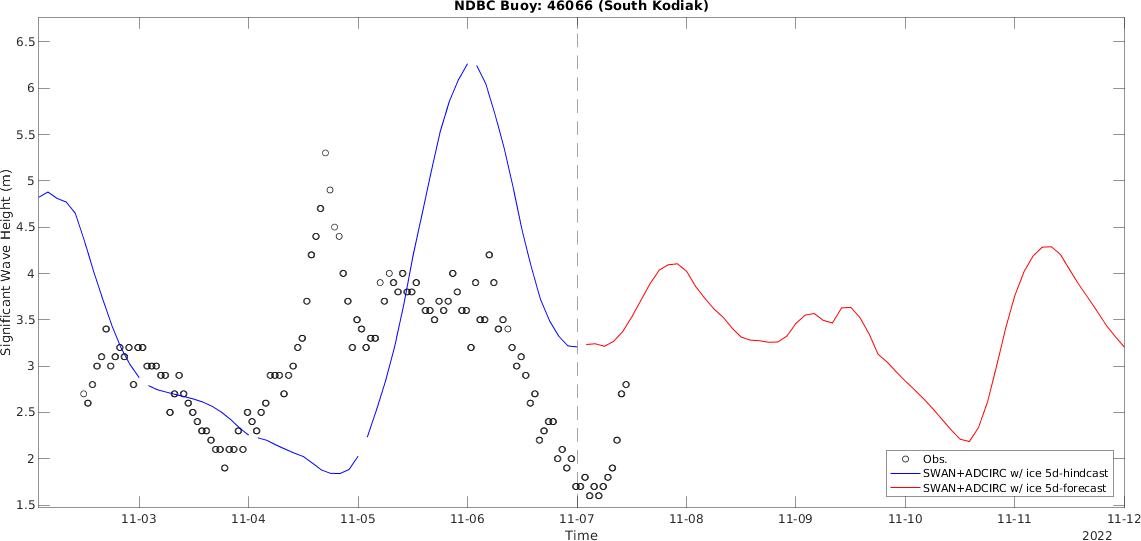 NDBC Buoy: 46066 (South Kodiak)
6.5
6
5.5
5
4.5
4
3.5
3
2.5
2
1.5
Significant Wave Height (m)
Obs.
SWAN+ADCIRC w/ ice 5d-hindcast
SWAN+ADCIRC w/ ice 5d-forecast
11-03 11-04 11-05 11-06 11-07 11-08 11-09 11-10 11-11 11-12
Time
2022